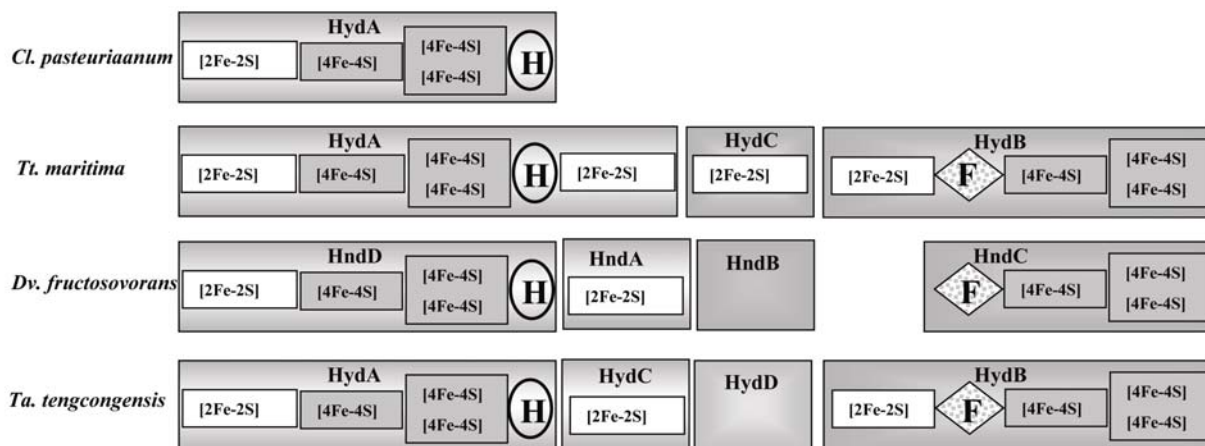 HydA
Cl. pasteuriaanum [2Fe-2S] [4Fe-4S] [4Fe-4S] H
[4Fe-4S]
HydA HydC HydB
Tt. maritima [2Fe-2S] [4Fe-4S] [4Fe-4S] H [2Fe-2S] [2Fe-2S] [2Fe-2S] F [4Fe-4S] [4Fe-4S]
[4Fe-4S] [4Fe-4S]
HndD HndA HndB HndC
Dv. fructosovorans [2Fe-2S] [4Fe-4S] [4Fe-4S] H [2Fe-2S] F [4Fe-4S] [4Fe-4S]
[4Fe-4S] [4Fe-4S]
HydA HydC HydD HydB
Ta. tengcongensis [2Fe-2S] [4Fe-4S] [4Fe-4S] H [2Fe-2S] [2Fe-2S] F [4Fe-4S] [4Fe-4S]
[4Fe-4S] [4Fe-4S]